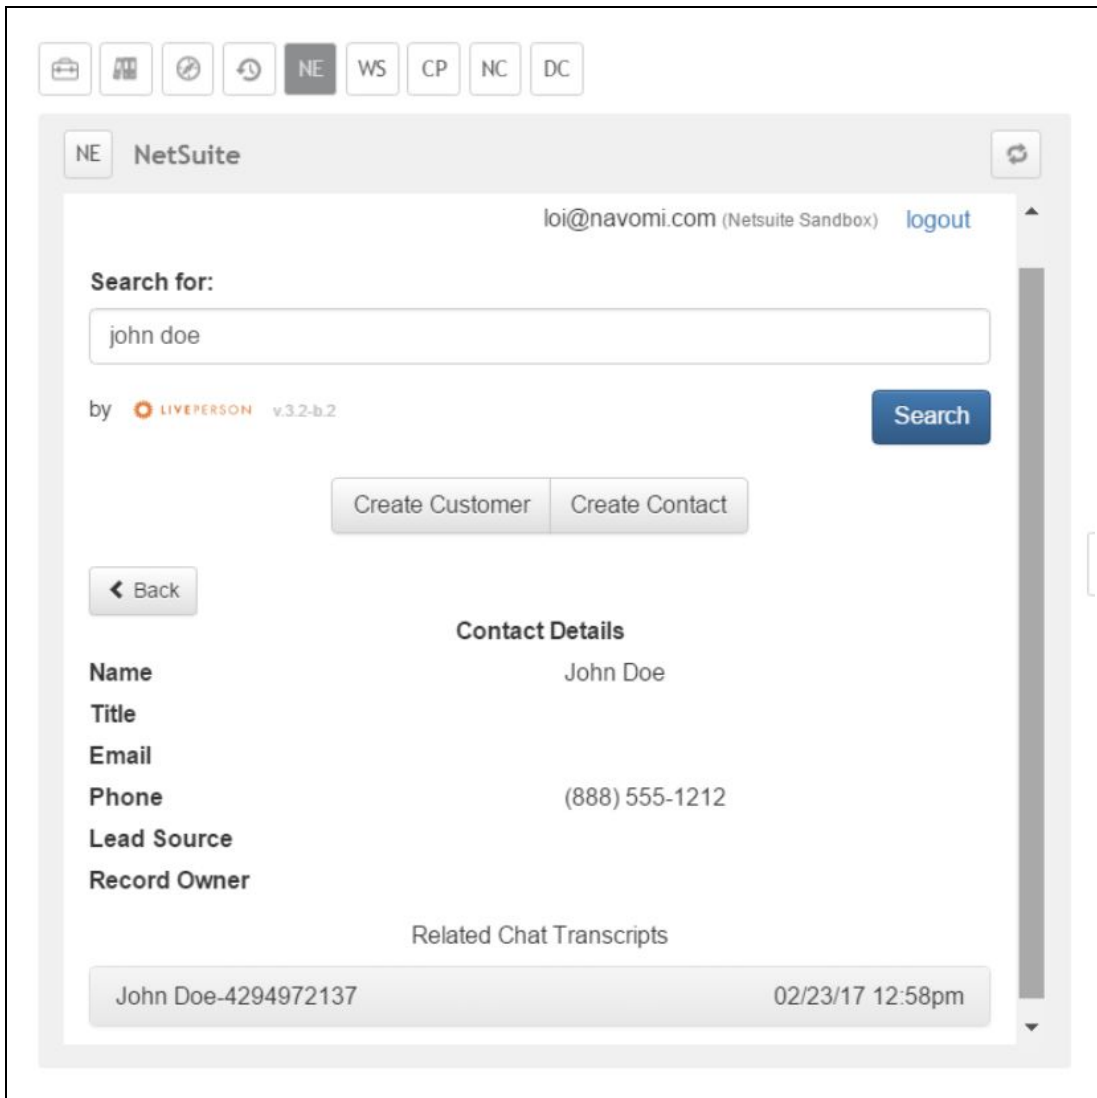 NE WS CP NC DC
NE NetSuite
loi@navomi.com (Netsuite Sandbox) logout
Search for:
john doe
by LIVEPERSON v.3.2-b.2
Search
Create Customer Create Contact
Back
Contact Details
Name John Doe
Title
Email
Phone (888) 555-1212
Lead Source
Record Owner
Related Chat Transcripts
John Doe-4294972137 02/23/17 12:58pm